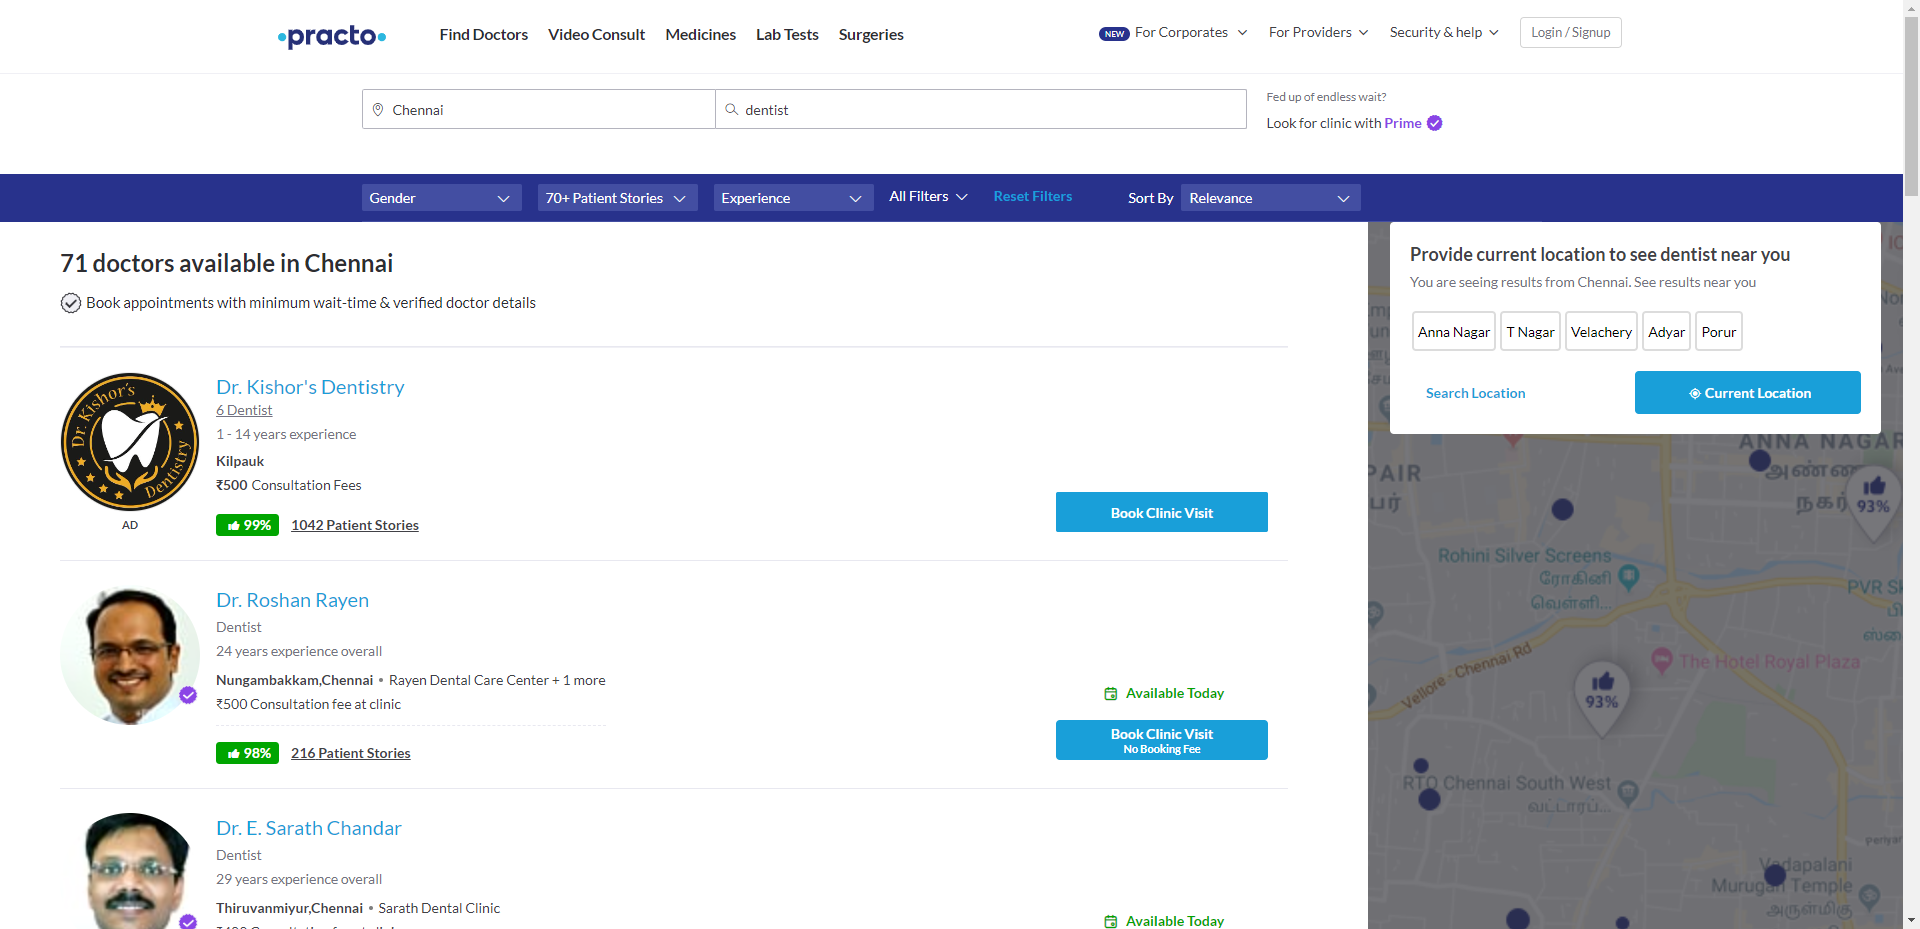 practo
Find Doctors
Video Consult
Medicines
Lab Tests
Surgeries
NEW For Corporates
For Providers
Security & help
Login / Signup
Chennai
dentist
Fed up of endless wait?
Look for clinic with Prime
Gender
70+ Patient Stories
Experience
All Filters
Reset Filters
Sort By
Relevance
71 doctors available in Chennai
Book appointments with minimum wait-time & verified doctor details
Dr. Kishor's
Dentistry
AD
Dr. Kishor's Dentistry
6 Dentist
1 - 14 years experience
Kilpauk
₹500 Consultation Fees
99%
1042 Patient Stories
Book Clinic Visit
Dr. Roshan Rayen
Dentist
24 years experience overall
Nungambakkam,Chennai • Rayen Dental Care Center + 1 more
₹500 Consultation fee at clinic
98%
216 Patient Stories
Available Today
Book Clinic Visit
No Booking Fee
Dr. E. Sarath Chandar
Dentist
29 years experience overall
Thiruvanmiyur,Chennai • Sarath Dental Clinic
Available Today
Provide current location to see dentist near you
You are seeing results from Chennai. See results near you
Anna Nagar
T Nagar
Velachery
Adyar
Porur
Search Location
Current Location
ANNA NAGAR
அண்ண
நகர்
93%
Rohini Silver Screens
ரோகினி
வெள்ளி...
PVR
The Hotel Royal Plaza
Vellore - Chennai Rd
93%
RTO Chennai South West
வட்டாரப்...
Vadapalani
Murugan Temple
அருள்மிகு